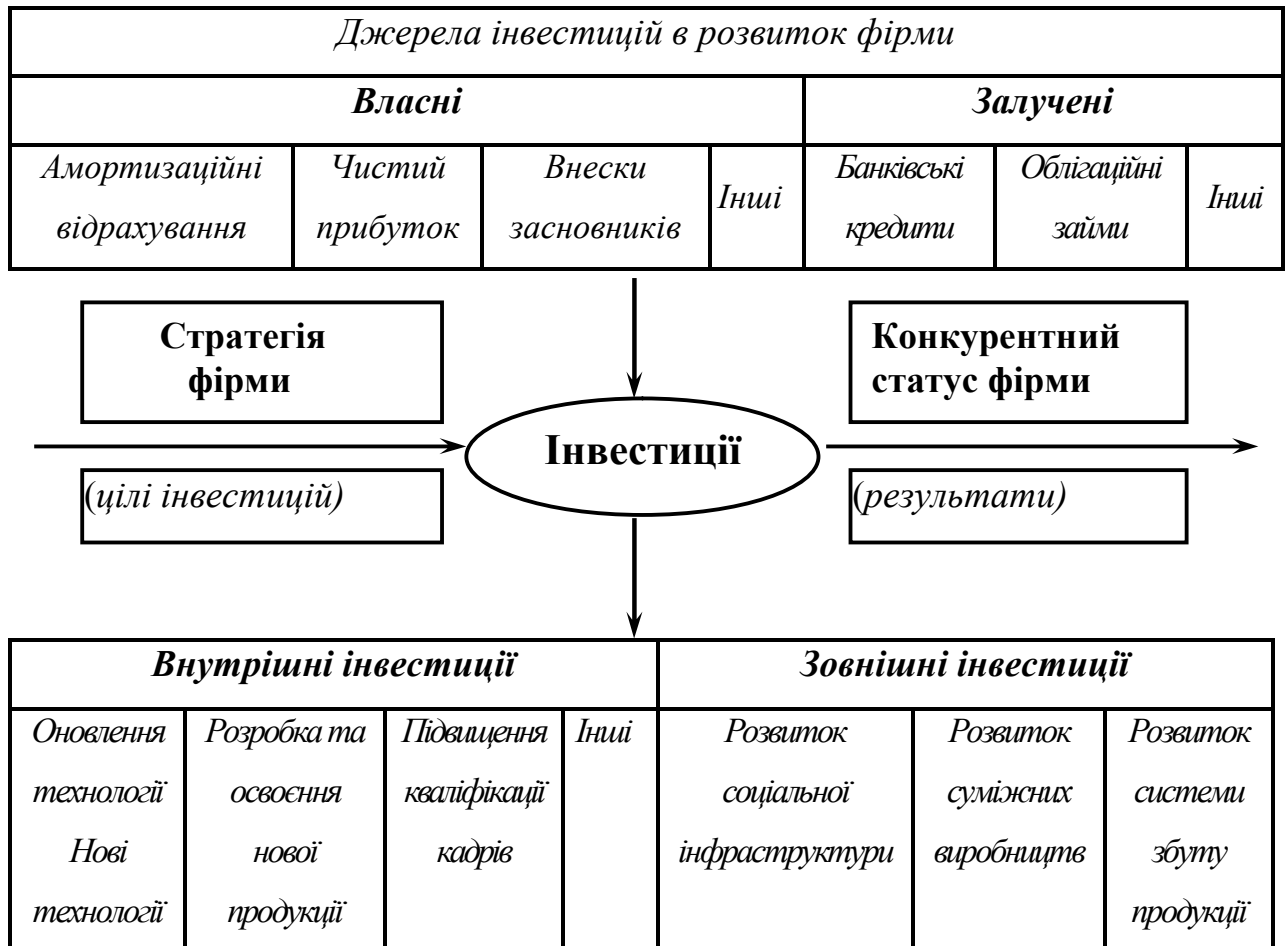 Джерела інвестицій в розвиток фірми
Власні
Залучені
Амортизаційні
відрахування
Чистий
прибуток
Внески
засновників
Інші
Банківські
кредити
Облігаційні
займи
Інші
Стратегія
фірми
Конкурентний
статус фірми
Інвестиції
(цілі інвестицій)
(результати)
Внутрішні інвестиції
Зовнішні інвестиції
Оновлення
технології
Нові
технології
Розробка та
освоєння
нової
продукції
Підвищення
кваліфікації
кадрів
Інші
Розвиток
соціальної
інфраструктури
Розвиток
суміжних
виробництв
Розвиток
системи
збуту
продукції